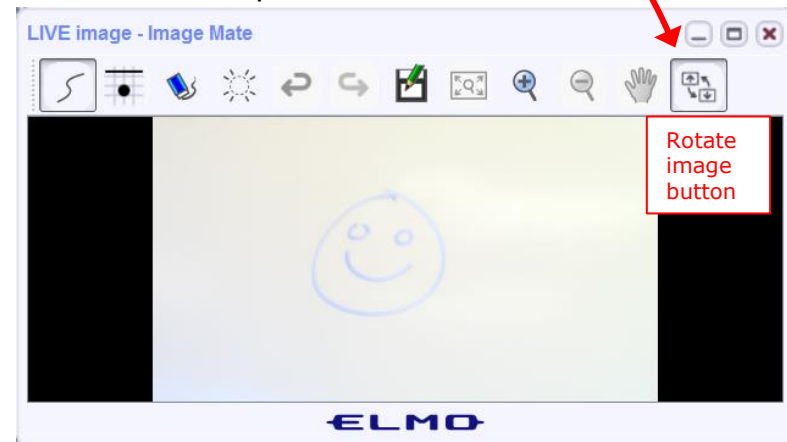 LIVE image - Image Mate
Rotate
image
button
ELMO